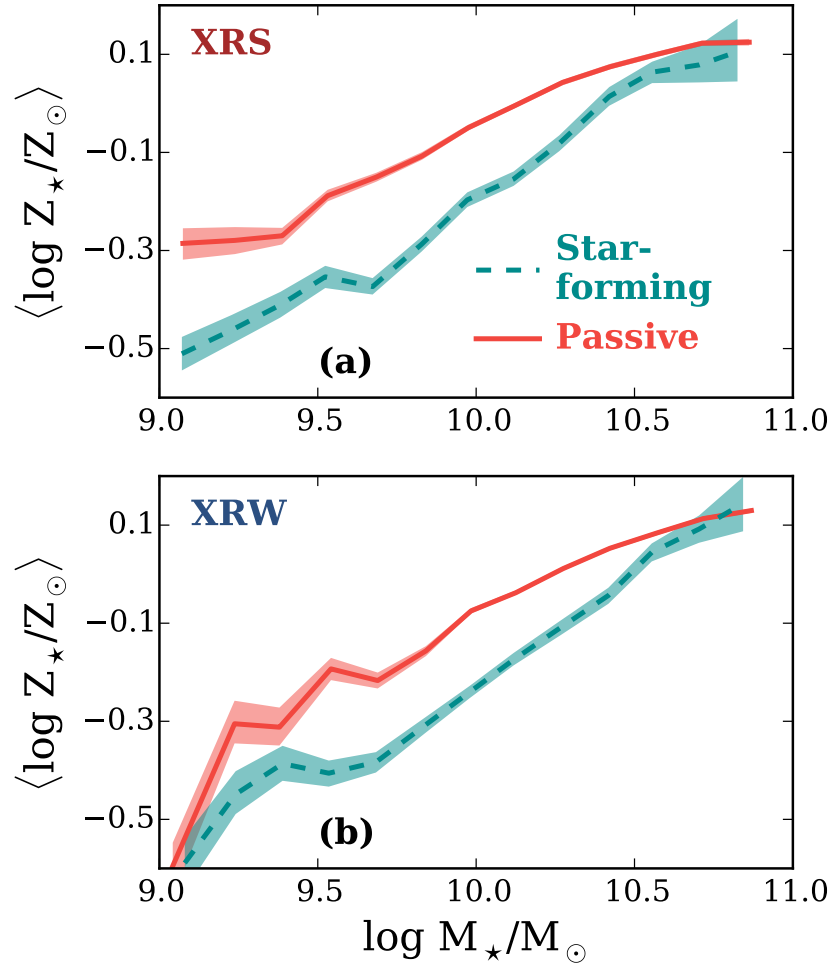 XRS
0.1
−0.1
−0.3
−0.5
⟨log Z⋆/Z⊙⟩
Star-
forming
Passive
(a)
9.0 9.5 10.0 10.5 11.0
XRW
0.1
−0.1
−0.3
−0.5
⟨log Z⋆/Z⊙⟩
(b)
9.0 9.5 10.0 10.5 11.0
log M⋆/M⊙